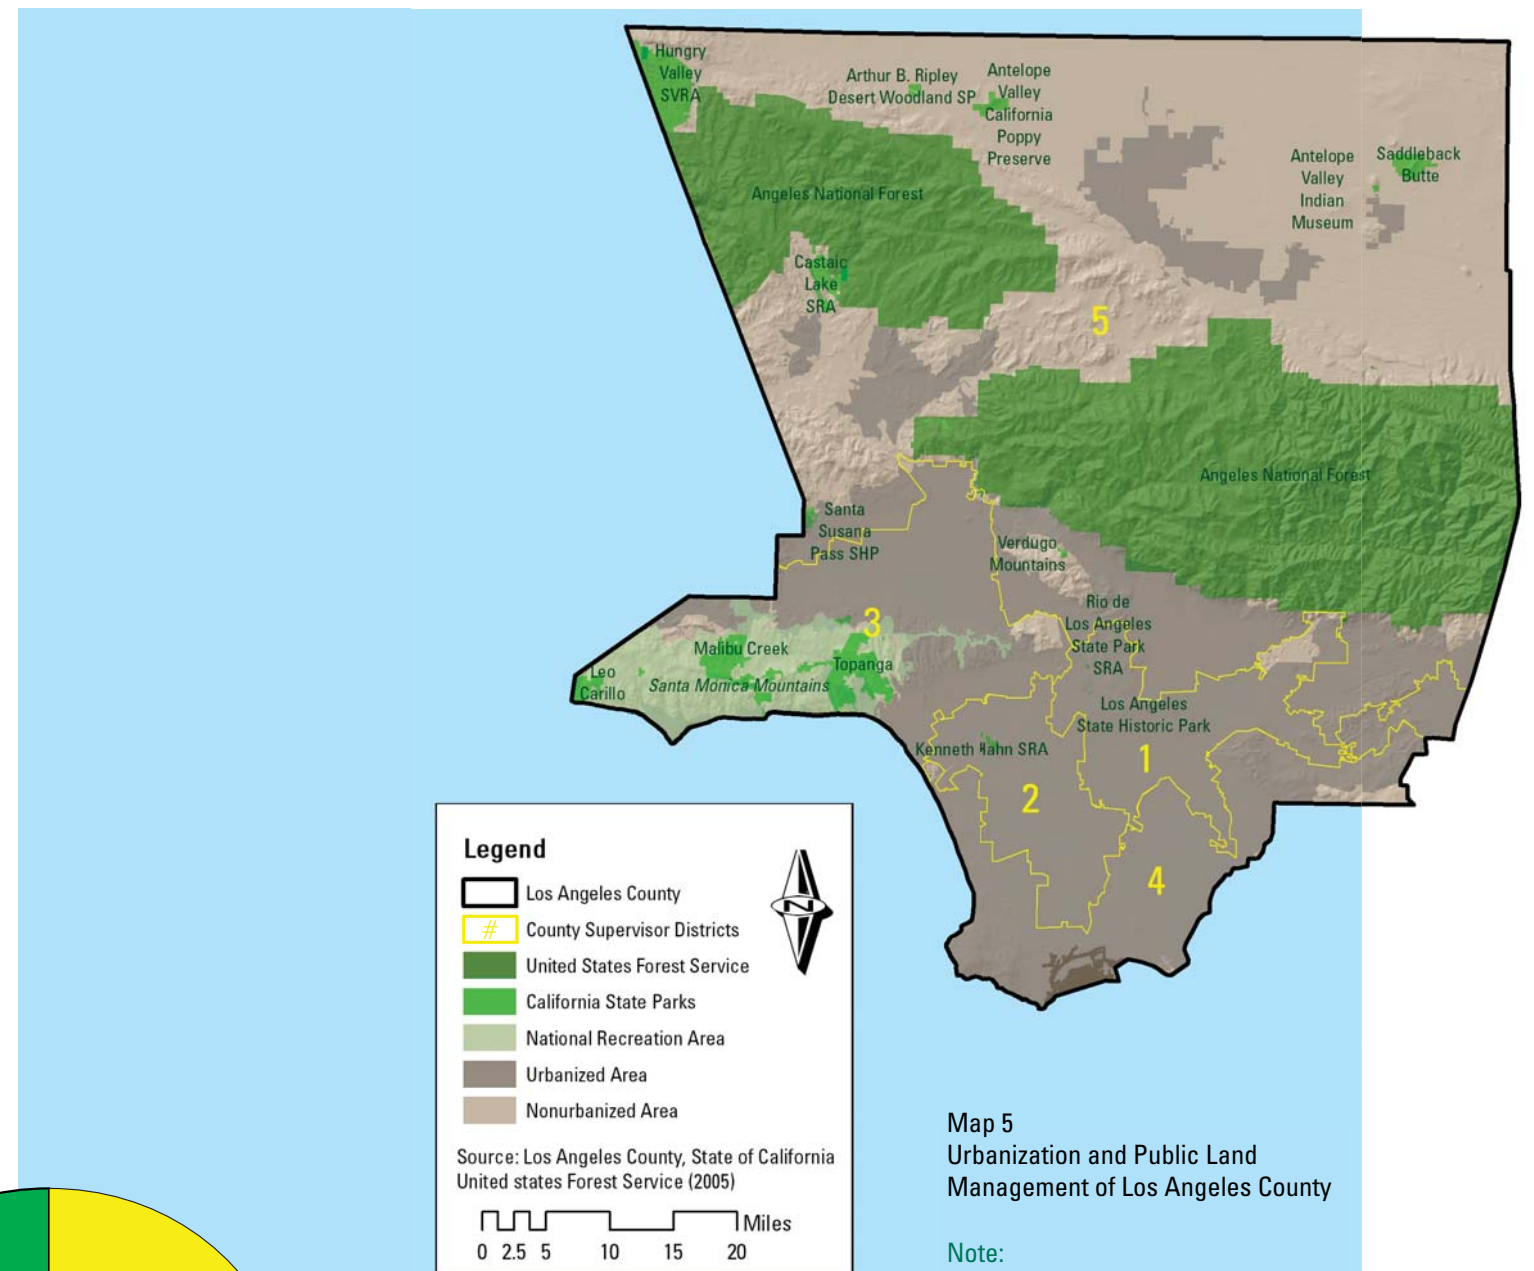 Hungry
Valley
SVRA
Arthur B. Ripley
Desert Woodland SP
Antelope
Valley
California
Poppy
Preserve
Antelope
Valley
Indian
Museum
Saddleback
Butte
Angeles National Forest
Castaic
Lake
SRA
5
Angeles National Forest
Santa
Susana
Pass SHP
Verdugo
Mountains
Rio de
Los Angeles
State Park
SRA
3
Malibu Creek
Topanga
Leo
Carillo
Santa Monica Mountains
Los Angeles
State Historic Park
Kenneth Hahn SRA
1
2
4
Legend
Los Angeles County
# County Supervisor Districts
United States Forest Service
California State Parks
National Recreation Area
Urbanized Area
Nonurbanized Area
N
Source: Los Angeles County, State of California
United states Forest Service (2005)
Miles
0 2.5 5 10 15 20
Map 5
Urbanization and Public Land
Management of Los Angeles County
Note: